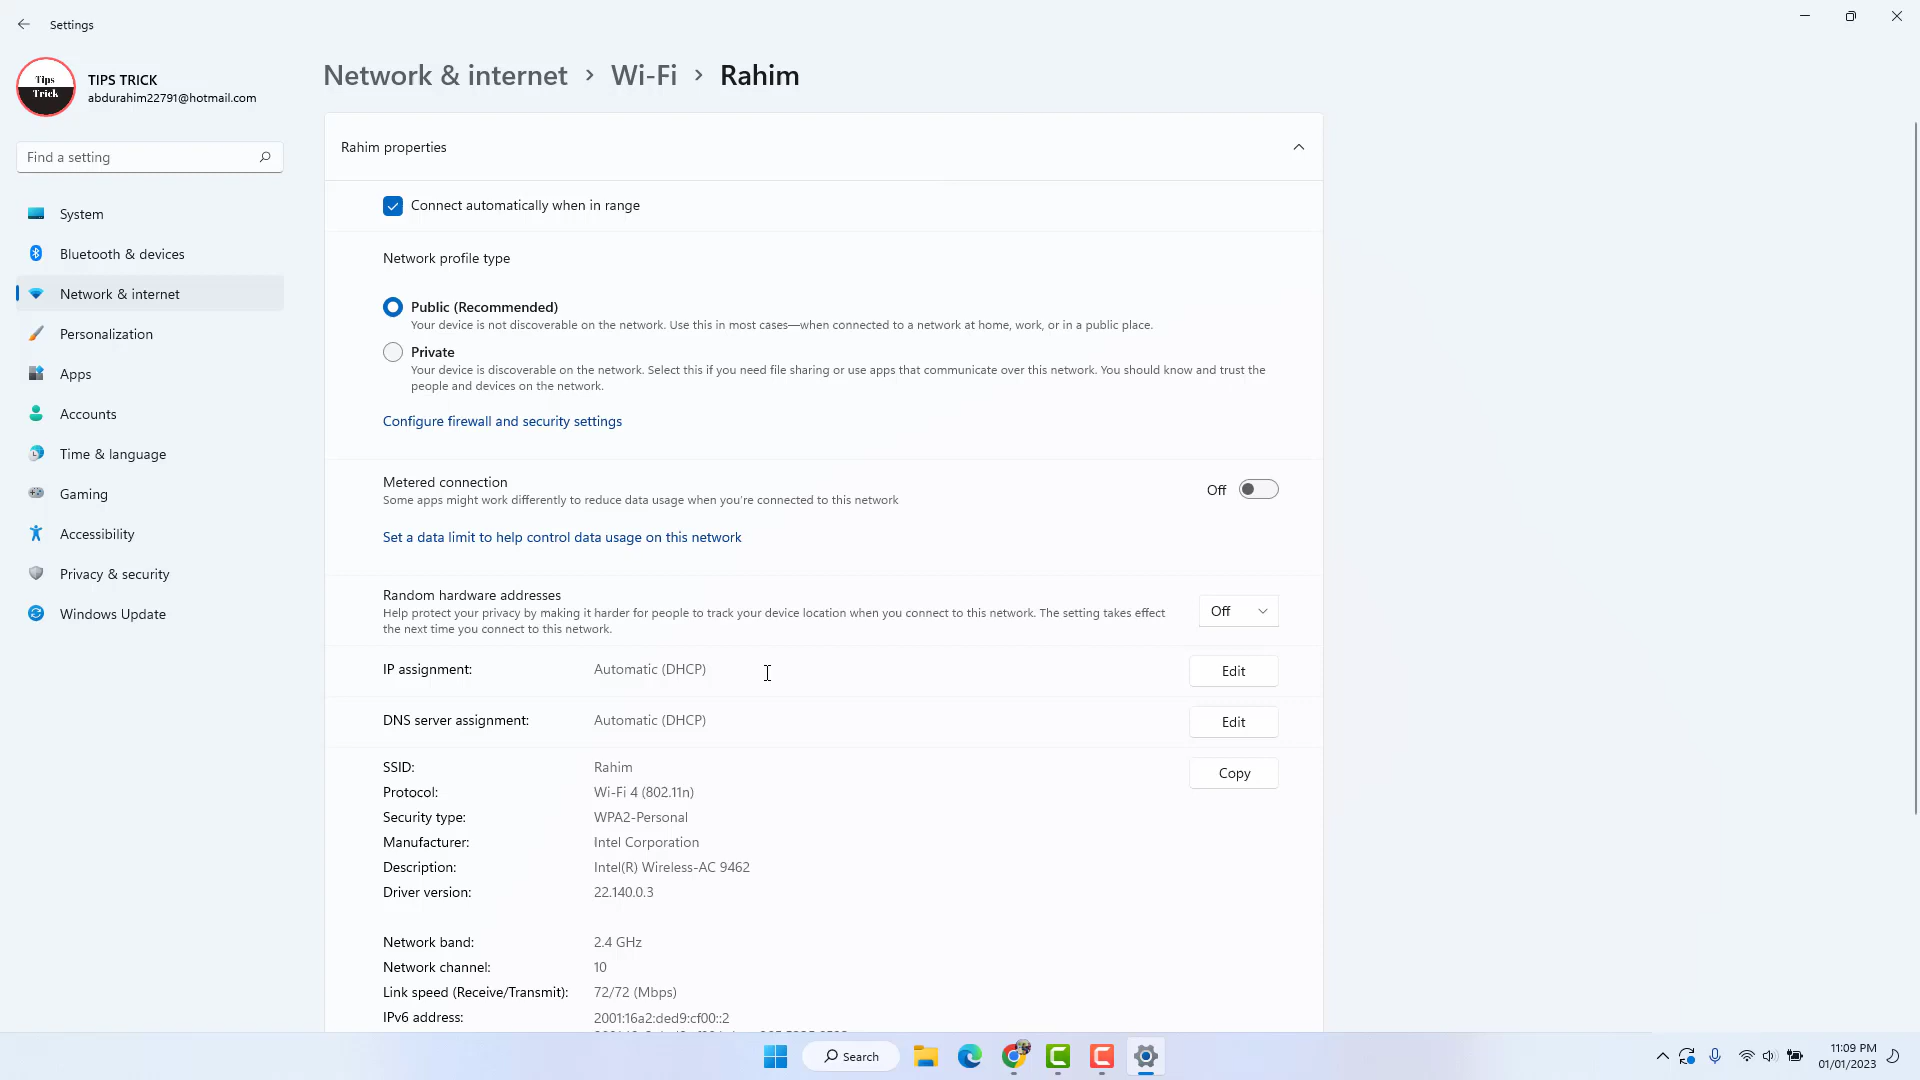 Settings
Tips
Trick
TIPS TRICK
abdurahim22791@hotmail.com
Find a setting
System
Bluetooth & devices
Network & internet
Personalization
Apps
Accounts
Time & language
Gaming
Accessibility
Privacy & security
Windows Update
Network & internet › Wi-Fi › Rahim
Rahim properties
Connect automatically when in range
Network profile type
Public (Recommended)
Your device is not discoverable on the network. Use this in most cases—when connected to a network at home, work, or in a public place.
Private
Your device is discoverable on the network. Select this if you need file sharing or use apps that communicate over this network. You should know and trust the
people and devices on the network.
Configure firewall and security settings
Metered connection
Some apps might work differently to reduce data usage when you're connected to this network
Off
Set a data limit to help control data usage on this network
Random hardware addresses
Help protect your privacy by making it harder for people to track your device location when you connect to this network. The setting takes effect
the next time you connect to this network.
Off
IP assignment: Automatic (DHCP) Edit
DNS server assignment: Automatic (DHCP) Edit
SSID: Rahim Copy
Protocol: Wi-Fi 4 (802.11n)
Security type: WPA2-Personal
Manufacturer: Intel Corporation
Description: Intel(R) Wireless-AC 9462
Driver version: 22.140.0.3
Network band: 2.4 GHz
Network channel: 10
Link speed (Receive/Transmit): 72/72 (Mbps)
IPv6 address: 2001:16a2:ded9:cf00::2
Search
11:09 PM
01/01/2023